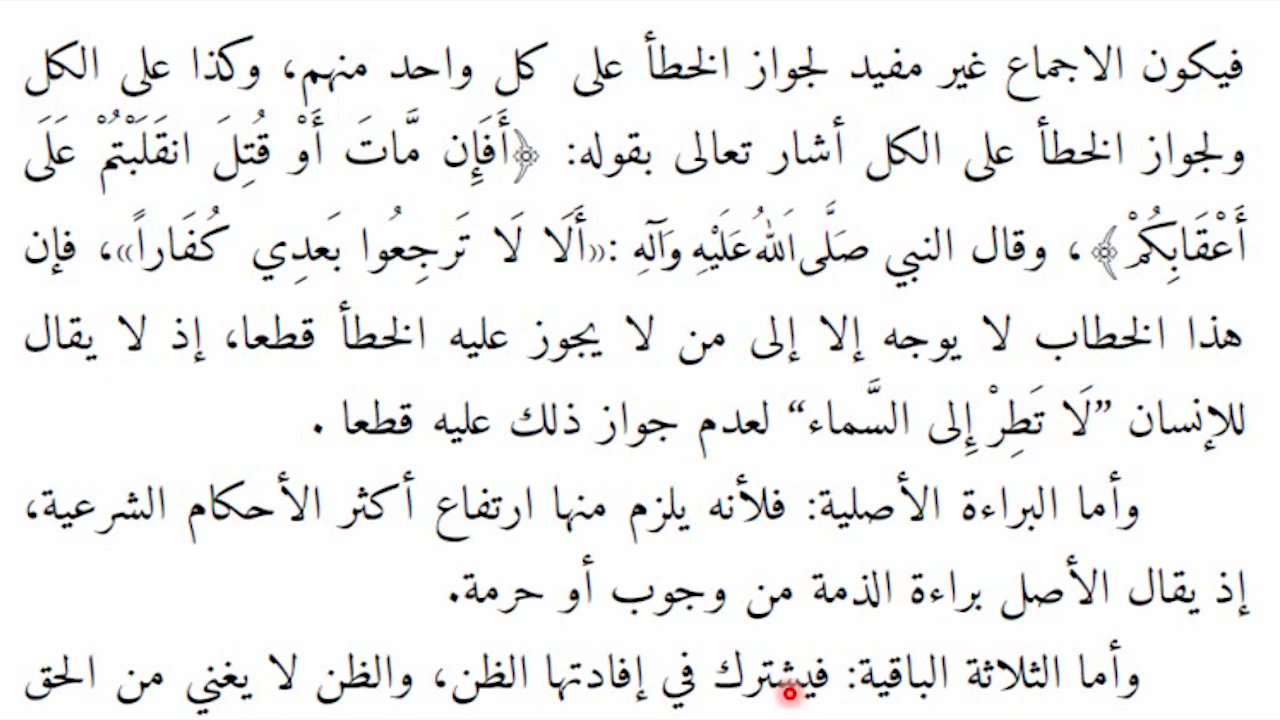 فيكون الاجماع غير مفيد لجواز الخطأ على كل واحد منهم، وكذا على الكل
ولجواز الخطأ على الكل أشار تعالى بقوله: ﴿أَفَإِن مَّاتَ أَوْ قُتِلَ انقَلَبْتُمْ عَلَى
أَعْقَابِكُمْ﴾، وقال النبي صَلَّى اَللهُ عَلَيْهِ وَآلِهِ :«أَلَا لَا تَرجِعُوا بَعدِي كُفَاراً»، فإن
هذا الخطاب لا يوجه إلا إلى من لا يجوز عليه الخطأ قطعا، إذ لا يقال
للإنسان ”لَا تَطِرْ إِلى السَّماء“ لعدم جواز ذلك عليه قطعا .
وأما البراءة الأصلية: فلأنه يلزم منها ارتفاع أكثر الأحكام الشرعية،
إذ يقال الأصل براءة الذمة من وجوب أو حرمة.
وأما الثلاثة الباقية: فيشترك في إفادتها الظن، والظن لا يغني من الحق